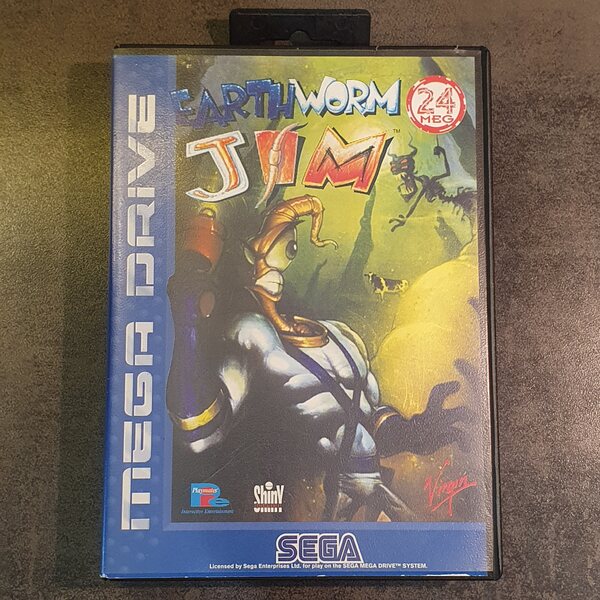 MEGA DRIVE
EARTHWORM
JIM™
24
MEG
Playmates
Interactive Entertainment
Shiny
Virgin
SEGA
Licensed by Sega Enterprises Ltd. for play on the SEGA MEGA DRIVE™ SYSTEM.